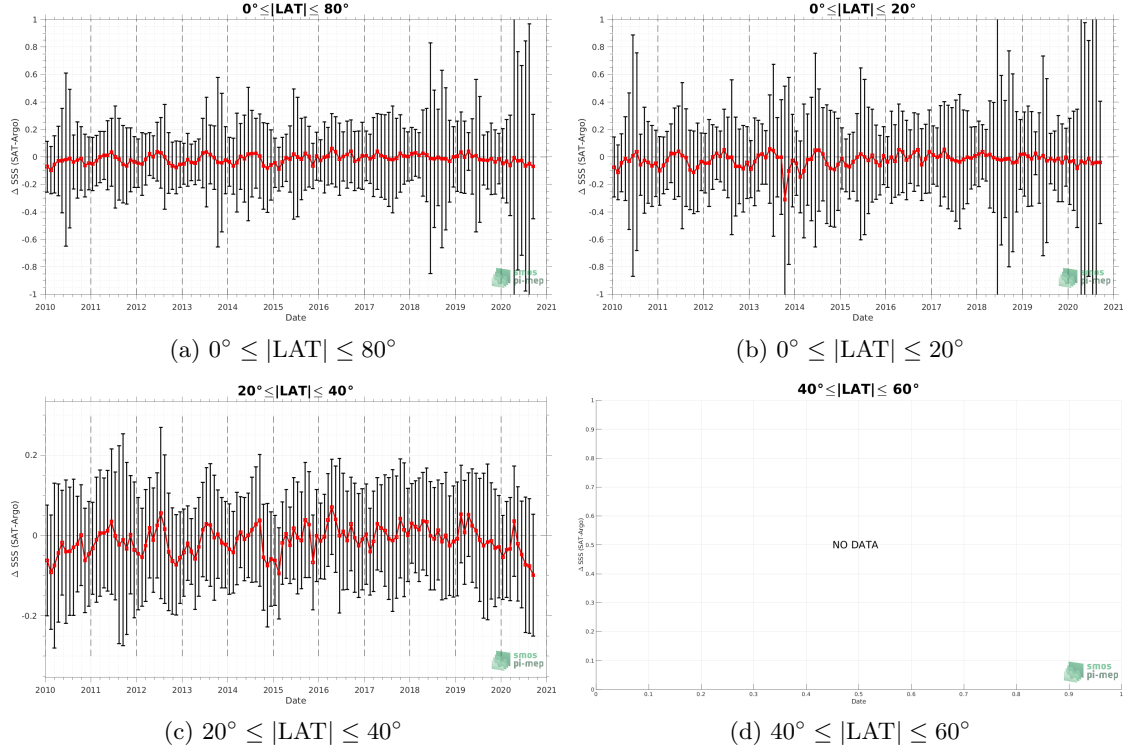 0°≤|LAT|≤ 80°
Δ SSS (SAT-Argo)
1
0.8
0.6
0.4
0.2
0
-0.2
-0.4
-0.6
-0.8
-1
2010 2011 2012 2013 2014 2015 2016 2017 2018 2019 2020 2021
Date
smos
pi-mep
(a) 0° ≤ |LAT| ≤ 80°
0°≤|LAT|≤ 20°
Δ SSS (SAT-Argo)
1
0.8
0.6
0.4
0.2
0
-0.2
-0.4
-0.6
-0.8
-1
2010 2011 2012 2013 2014 2015 2016 2017 2018 2019 2020 2021
Date
smos
pi-mep
(b) 0° ≤ |LAT| ≤ 20°
20°≤|LAT|≤ 40°
Δ SSS (SAT-Argo)
0.2
0
-0.2
2010 2011 2012 2013 2014 2015 2016 2017 2018 2019 2020 2021
Date
smos
pi-mep
(c) 20° ≤ |LAT| ≤ 40°
40°≤|LAT|≤ 60°
Δ SSS (SAT-Argo)
1
0.9
0.8
0.7
0.6
0.5
0.4
0.3
0.2
0.1
0
NO DATA
0 0.1 0.2 0.3 0.4 0.5 0.6 0.7 0.8 0.9 1
Date
smos
pi-mep
(d) 40° ≤ |LAT| ≤ 60°